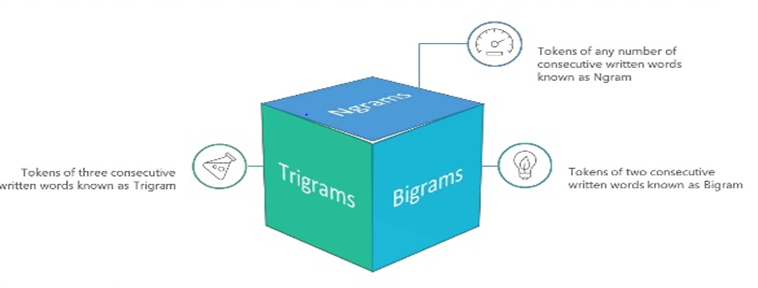 Tokens of any number of
consecutive written words
known as Ngram
Ngrams
Trigrams
Bigrams
Tokens of three consecutive
written words known as Trigram
Tokens of two consecutive
written words known as Bigram